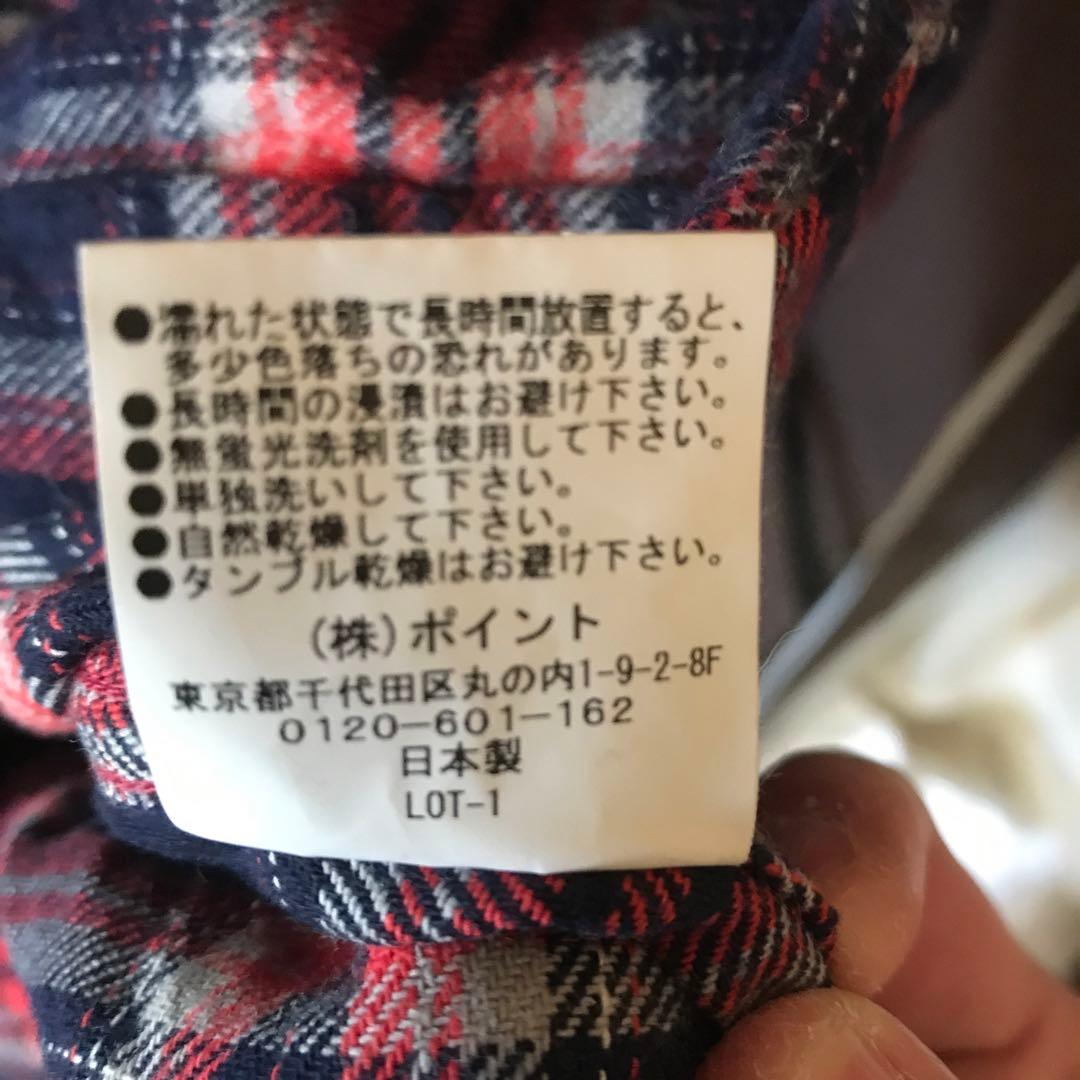 ●濡れた状態で長時間放置すると、
多少色落ちの恐れがあります。
●長時間の浸漬はお避け下さい。
●無蛍光洗剤を使用して下さい。
●単独洗いして下さい。
●自然乾燥して下さい。
●タンブル乾燥はお避け下さい。
(株)ポイント
東京都千代田区丸の内1-9-2-8F
0120-601-162
日本製
LOT-1